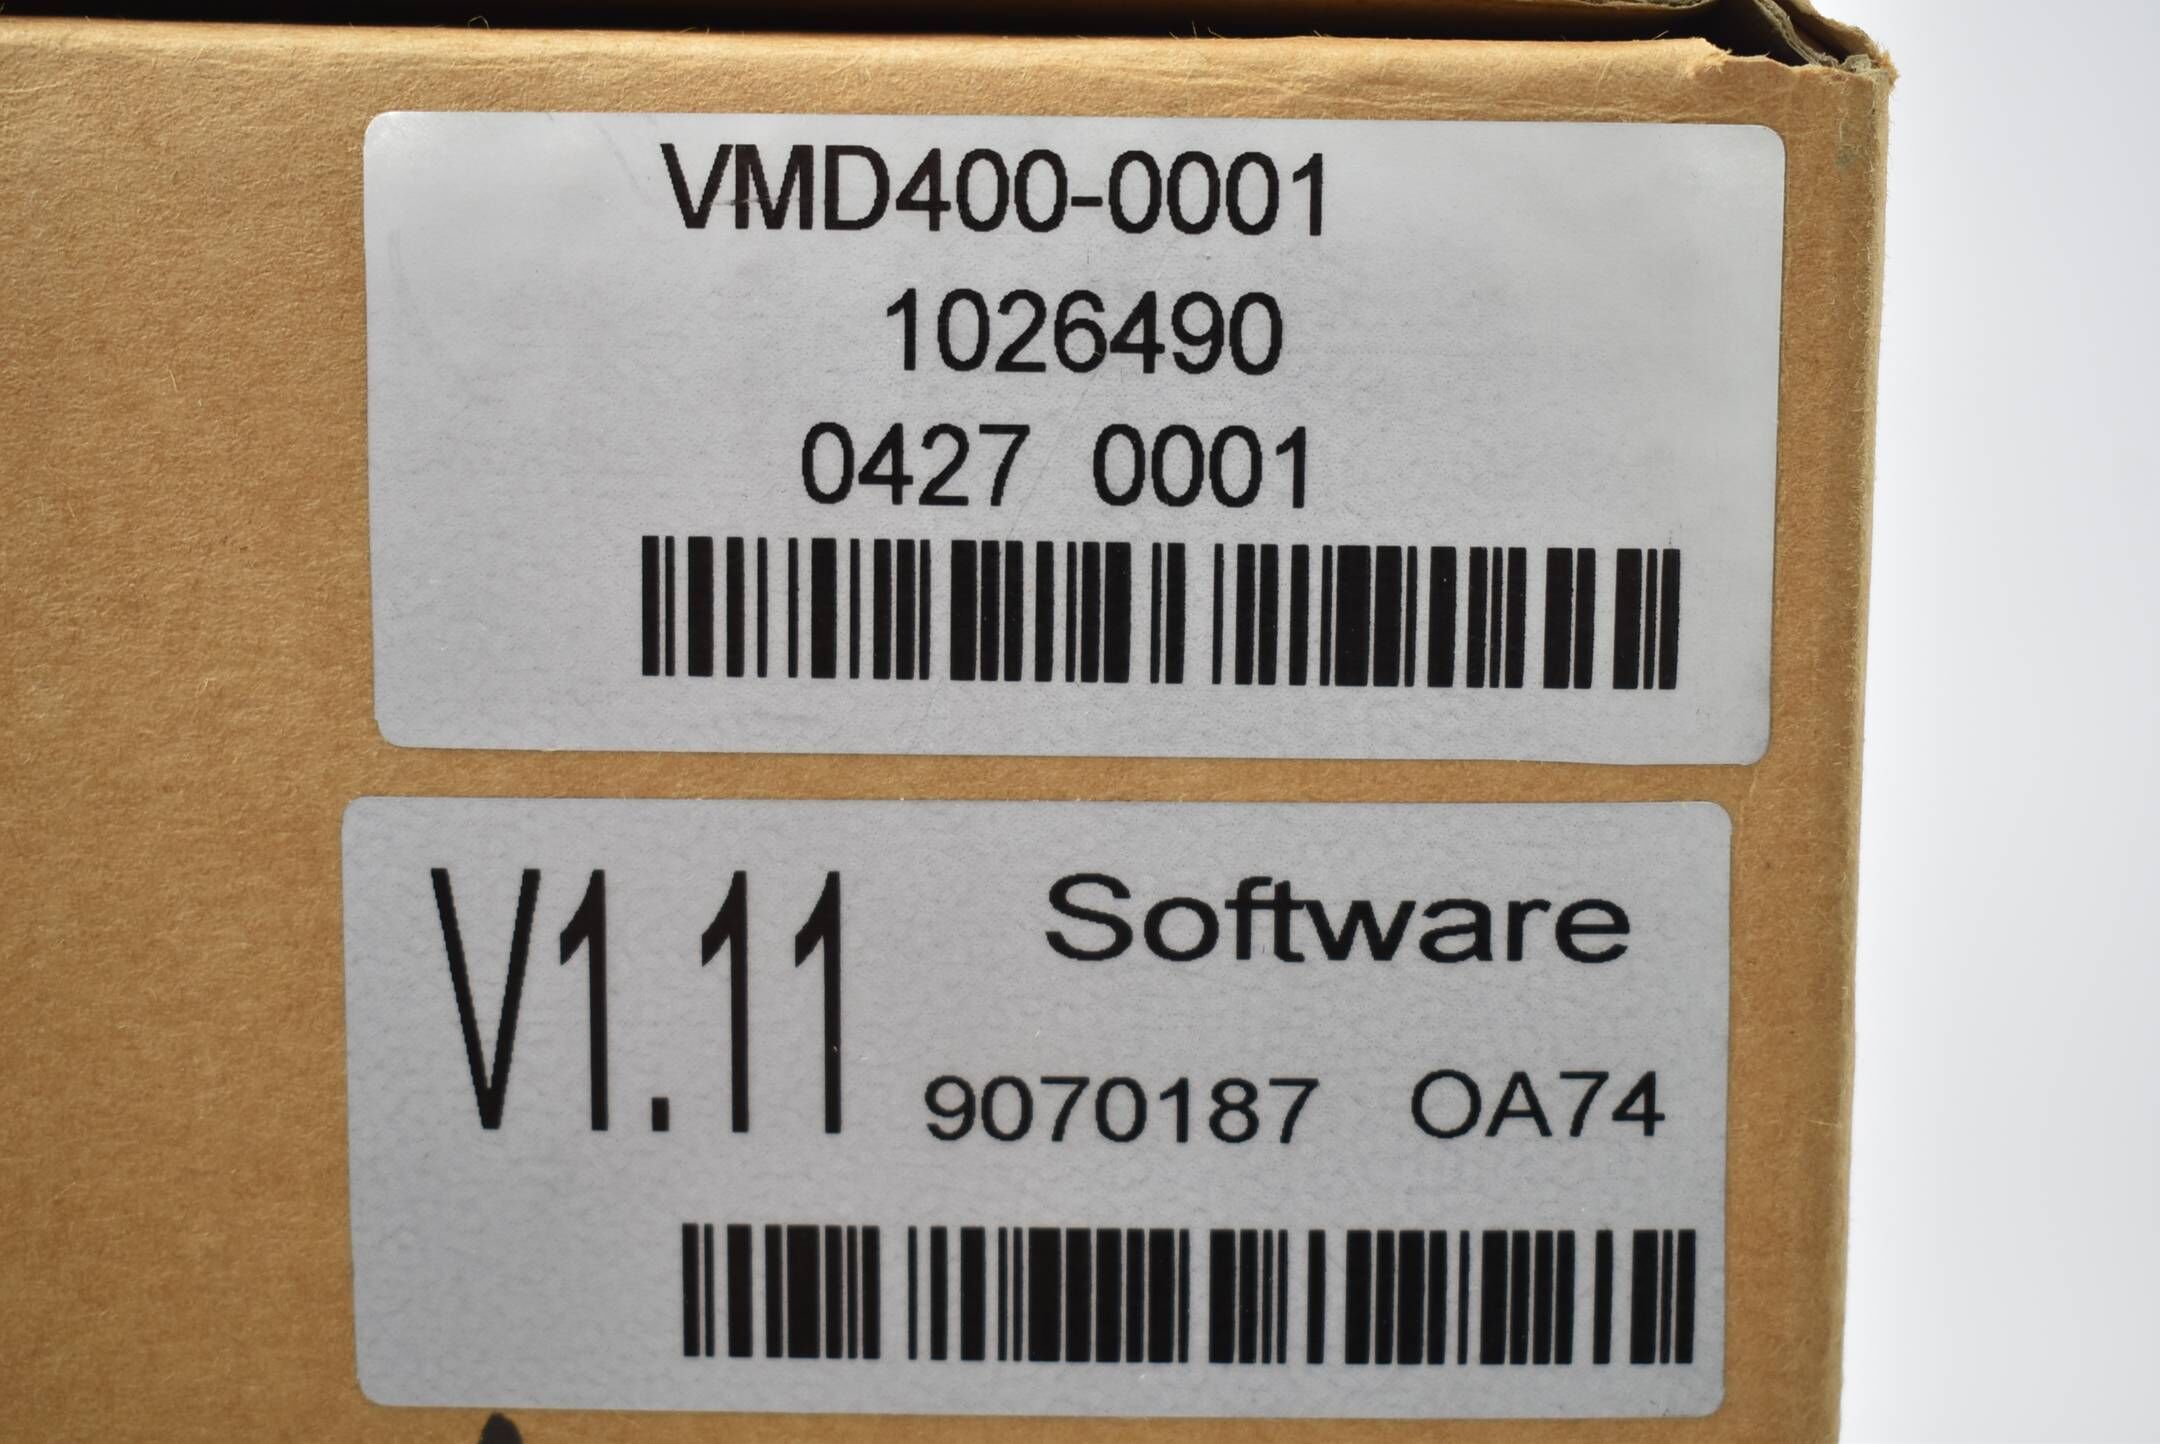 VMD400-0001
1026490
0427 0001
V1.11 Software
9070187 OA74